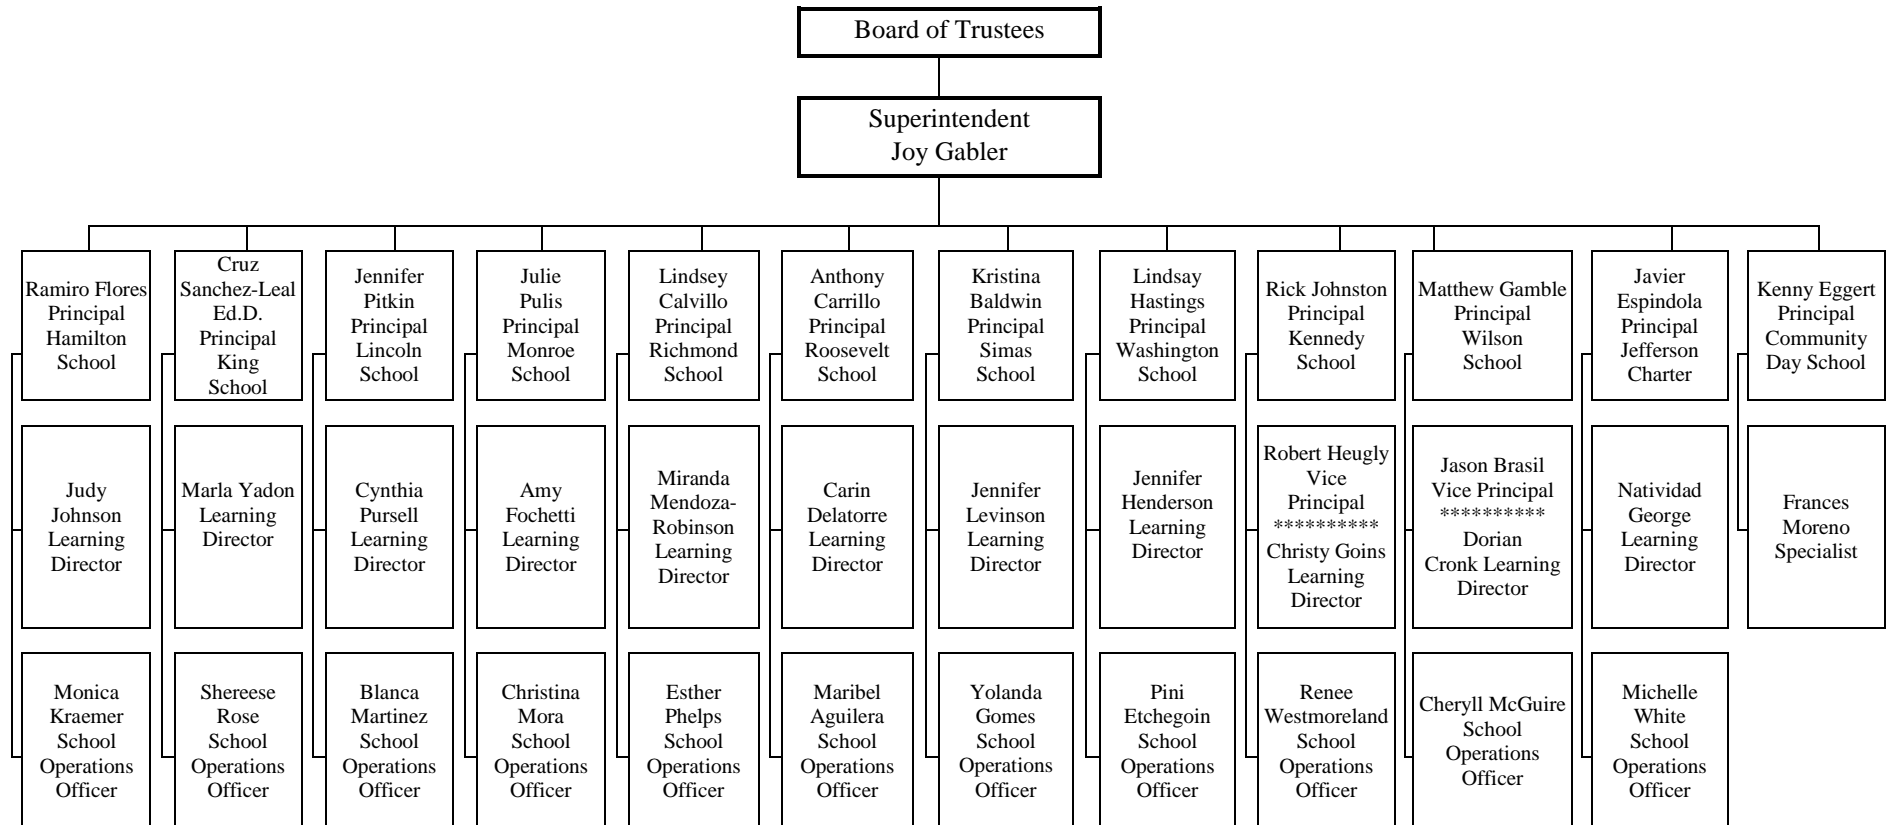 Board of Trustees
Superintendent
Joy Gabler
Ramiro Flores
Principal
Hamilton
School
Cruz
Sanchez-Leal
Ed.D.
Principal
King
School
Jennifer
Pitkin
Principal
Lincoln
School
Julie
Pulis
Principal
Monroe
School
Lindsey
Calvillo
Principal
Richmond
School
Anthony
Carrillo
Principal
Roosevelt
School
Kristina
Baldwin
Principal
Simas
School
Lindsay
Hastings
Principal
Washington
School
Rick Johnston
Principal
Kennedy
School
Matthew Gamble
Principal
Wilson
School
Javier
Espindola
Principal
Jefferson
Charter
Kenny Eggert
Principal
Community
Day School
Judy
Johnson
Learning
Director
Marla Yadon
Learning
Director
Cynthia
Pursell
Learning
Director
Amy
Fochetti
Learning
Director
Miranda
Mendoza-
Robinson
Learning
Director
Carin
Delatorre
Learning
Director
Jennifer
Levinson
Learning
Director
Jennifer
Henderson
Learning
Director
Robert Heugly
Vice
Principal
**********
Christy Goins
Learning
Director
Jason Brasil
Vice Principal
**********
Dorian
Cronk Learning
Director
Natividad
George
Learning
Director
Frances
Moreno
Specialist
Monica
Kraemer
School
Operations
Officer
Shereese
Rose
School
Operations
Officer
Blanca
Martinez
School
Operations
Officer
Christina
Mora
School
Operations
Officer
Esther
Phelps
School
Operations
Officer
Maribel
Aguilera
School
Operations
Officer
Yolanda
Gomes
School
Operations
Officer
Pini
Etchegoin
School
Operations
Officer
Renee
Westmoreland
School
Operations
Officer
Cheryll McGuire
School
Operations
Officer
Michelle
White
School
Operations
Officer